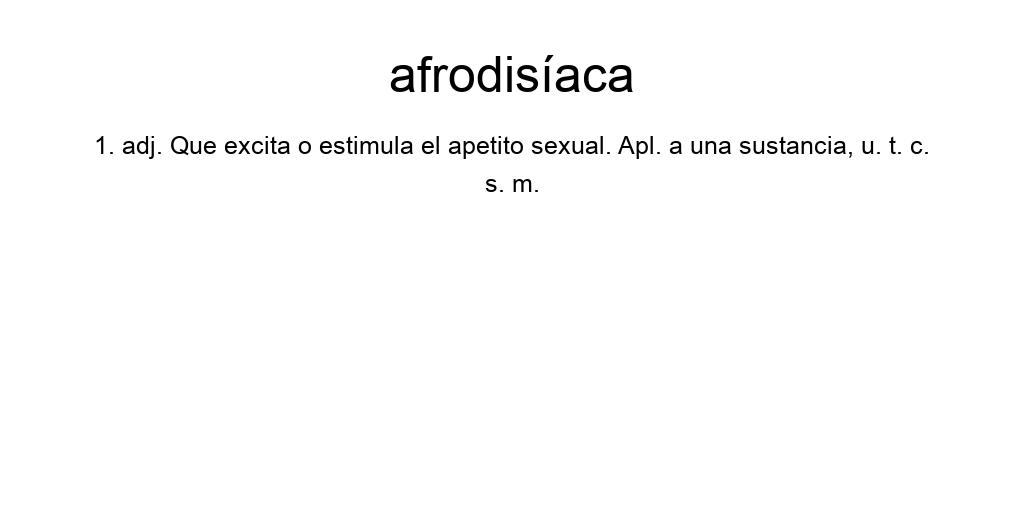 afrodisíaca
1. adj. Que excita o estimula el apetito sexual. Apl. a una sustancia, u. t. c.
s. m.